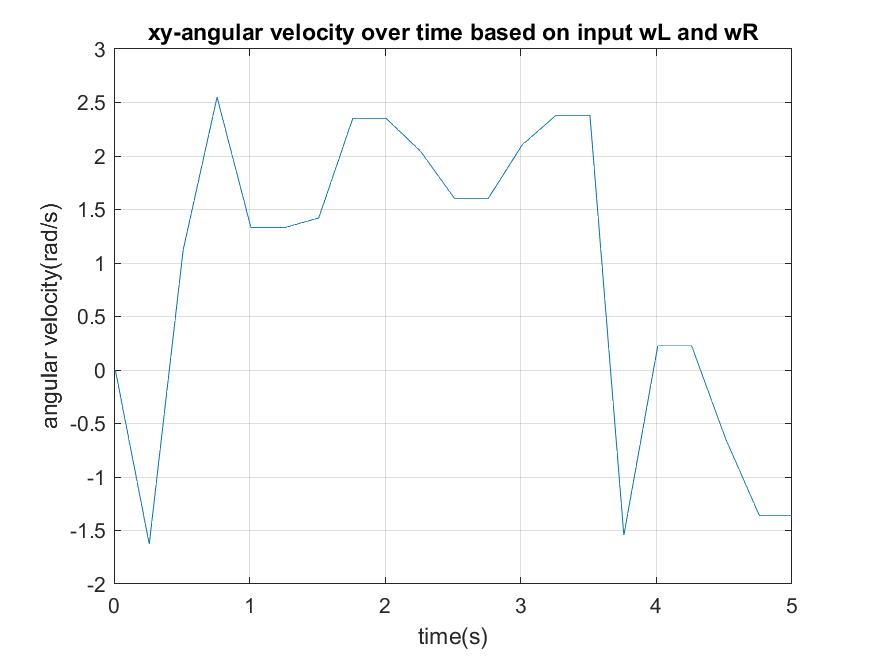 xy-angular velocity over time based on input wL and wR
3
2.5
2
1.5
1
0.5
0
-0.5
-1
-1.5
-2
angular velocity(rad/s)
0 1 2 3 4 5
time(s)